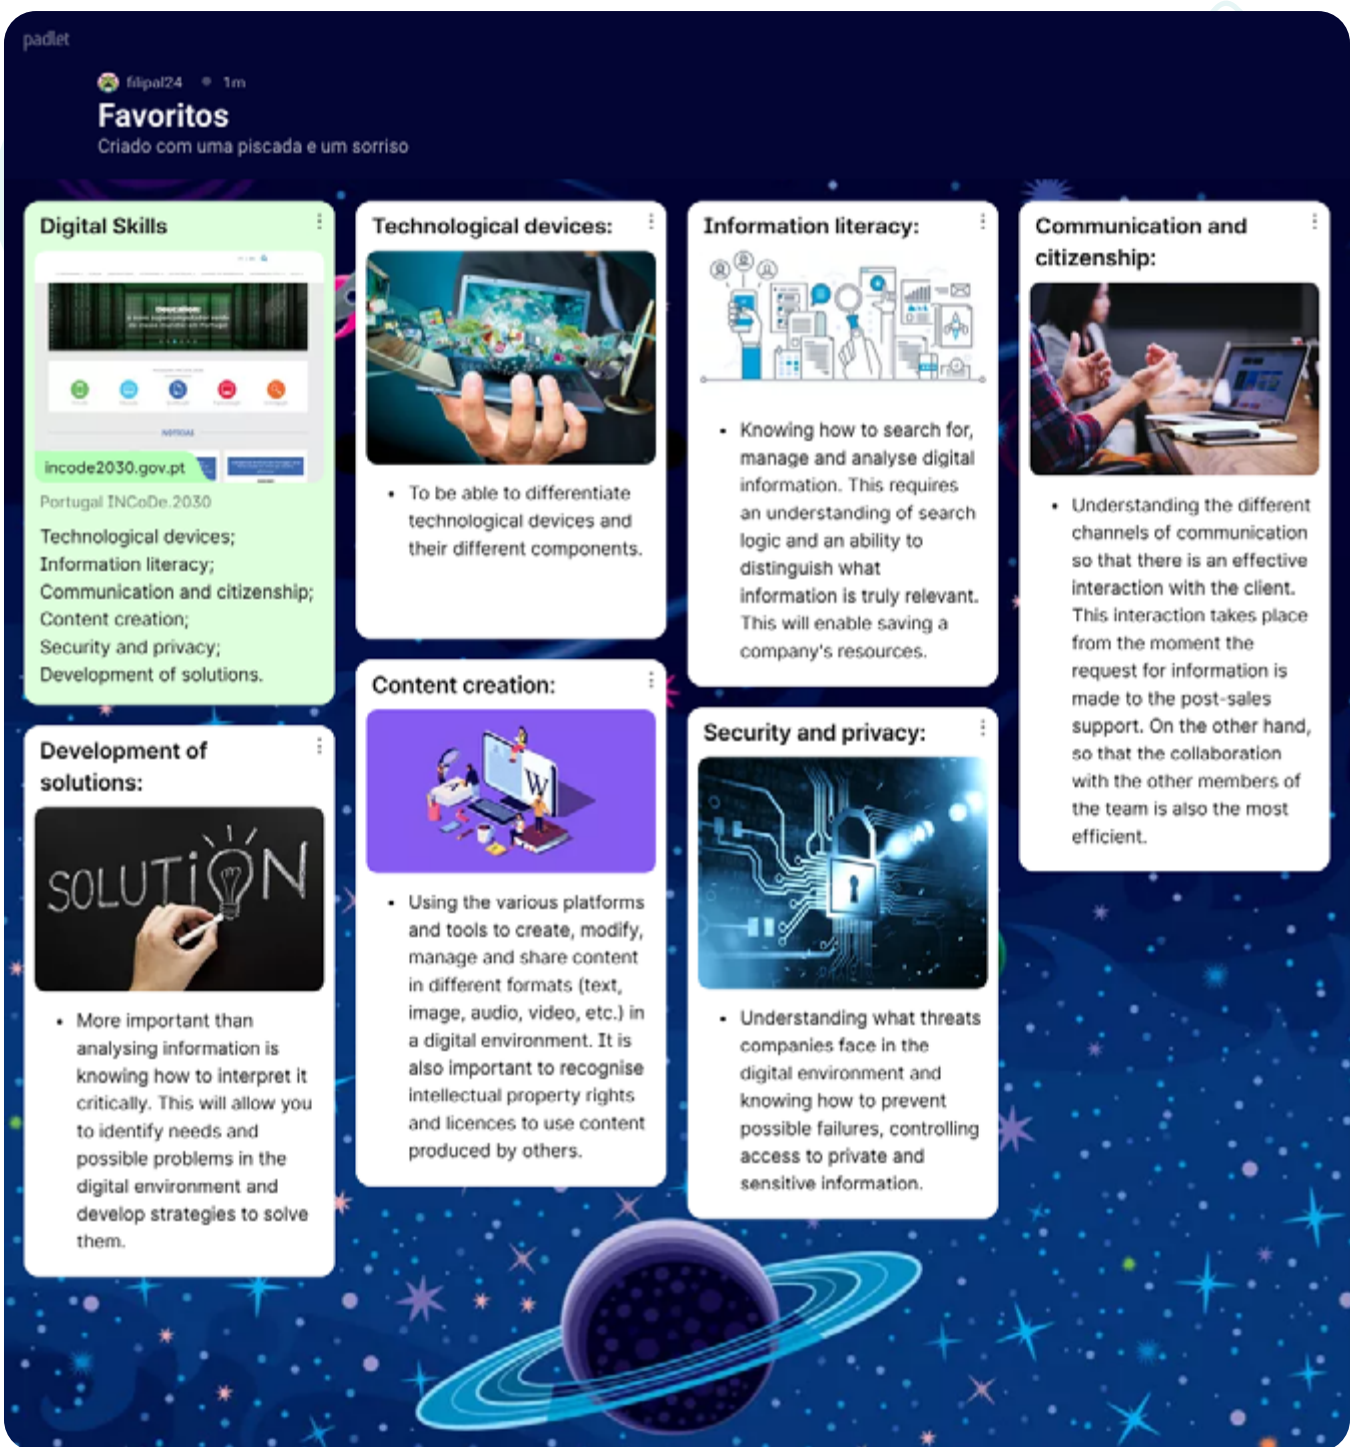 padlet
filipal24 • 1m
Favoritos
Criado com uma piscada e um sorriso
Digital Skills
NOTÍCIAS
incode2030.gov.pt
Portugal INCoDe.2030
Technological devices;
Information literacy;
Communication and citizenship;
Content creation;
Security and privacy;
Development of solutions.
Technological devices:
• To be able to differentiate
technological devices and
their different components.
Information literacy:
• Knowing how to search for,
manage and analyse digital
information. This requires
an understanding of search
logic and an ability to
distinguish what
information is truly relevant.
This will enable saving a
company's resources.
Communication and
citizenship:
• Understanding the different
channels of communication
so that there is an effective
interaction with the client.
This interaction takes place
from the moment the
request for information is
made to the post-sales
support. On the other hand,
so that the collaboration
with the other members of
the team is also the most
efficient.
Development of
solutions:
SOLUTiON
• More important than
analysing information is
knowing how to interpret it
critically. This will allow you
to identify needs and
possible problems in the
digital environment and
develop strategies to solve
them.
Content creation:
W
• Using the various platforms
and tools to create, modify,
manage and share content
in different formats (text,
image, audio, video, etc.) in
a digital environment. It is
also important to recognise
intellectual property rights
and licences to use content
produced by others.
Security and privacy:
• Understanding what threats
companies face in the
digital environment and
knowing how to prevent
possible failures, controlling
access to private and
sensitive information.